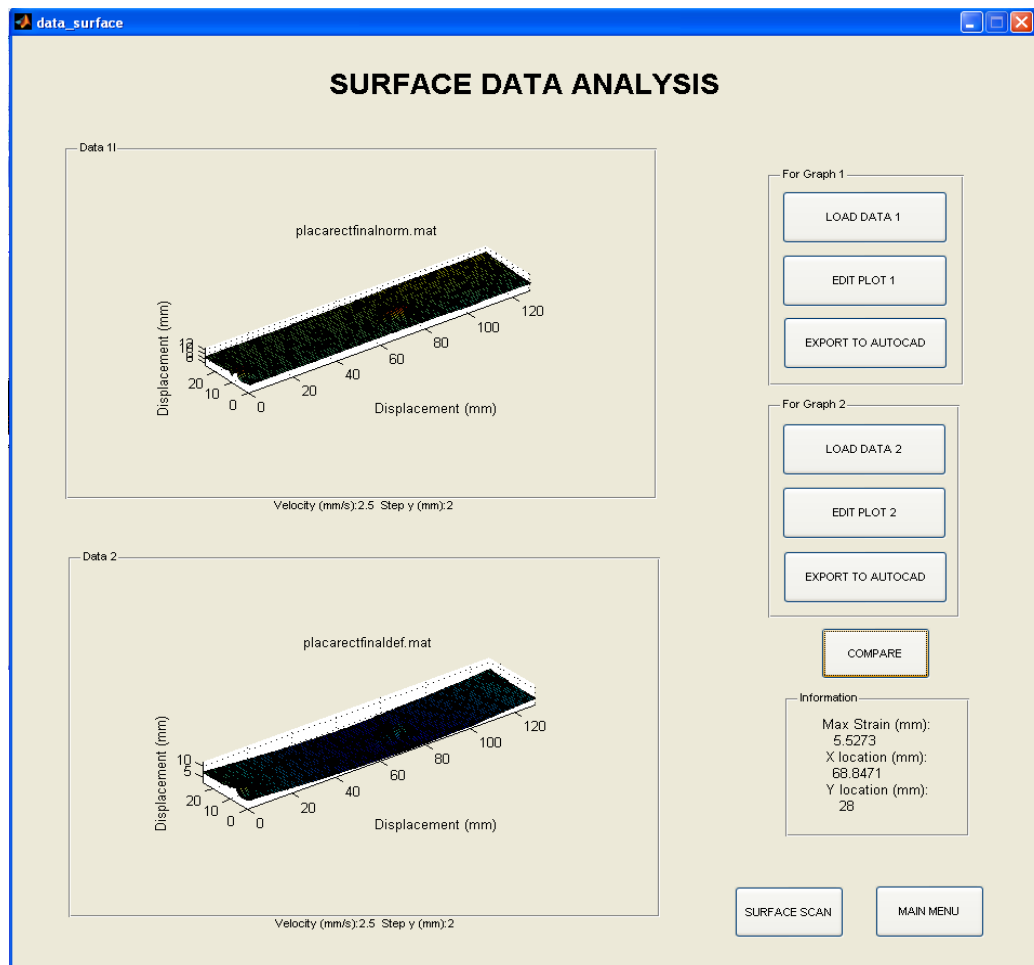 data_surface
SURFACE DATA ANALYSIS
Data 1l
placarectfinalnorm.mat
Displacement (mm)
20
10
0
0
20
40
60
80
100
120
Displacement (mm)
Velocity (mm/s):2.5 Step y (mm):2
Data 2
placarectfinaldef.mat
Displacement (mm)
10
5
20
10
0
0
20
40
60
80
100
120
Displacement (mm)
Velocity (mm/s):2.5 Step y (mm):2
For Graph 1
LOAD DATA 1
EDIT PLOT 1
EXPORT TO AUTOCAD
For Graph 2
LOAD DATA 2
EDIT PLOT 2
EXPORT TO AUTOCAD
COMPARE
Information
Max Strain (mm):
5.5273
X location (mm):
68.8471
Y location (mm):
28
SURFACE SCAN
MAIN MENU